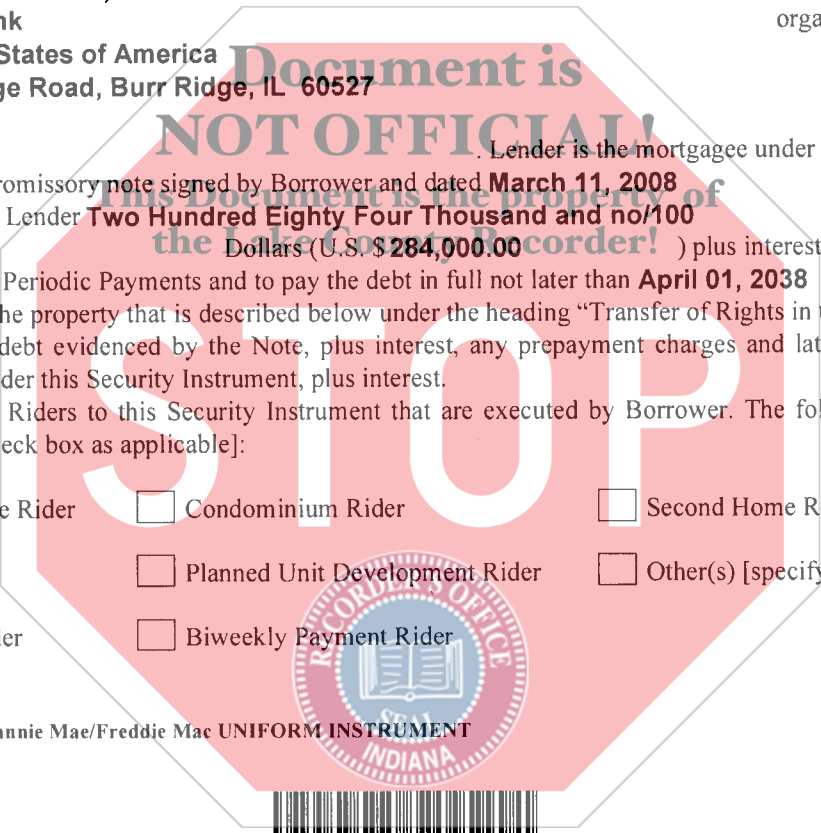 nk orga
States of America
ge Road, Burr Ridge, IL 60527
Document is
NOT OFFICIAL!
. Lender is the mortgagee under
romissory note signed by Borrower and dated March 11, 2008
This Document is the property of
Lender Two Hundred Eighty Four Thousand and no/100
the Lake County Recorder!
Dollars (U.S. $284,000.00 ) plus interest
Periodic Payments and to pay the debt in full not later than April 01, 2038
he property that is described below under the heading “Transfer of Rights in t
debt evidenced by the Note, plus interest, any prepayment charges and lat
der this Security Instrument, plus interest.
Riders to this Security Instrument that are executed by Borrower. The fol
eck box as applicable]:
STOP
e Rider Condominium Rider Second Home R
Planned Unit Development Rider Other(s) [specify
er Biweekly Payment Rider
RECORDER'S OFFICE
SEAL
INDIANA
annie Mae/Freddie Mac UNIFORM INSTRUMENT